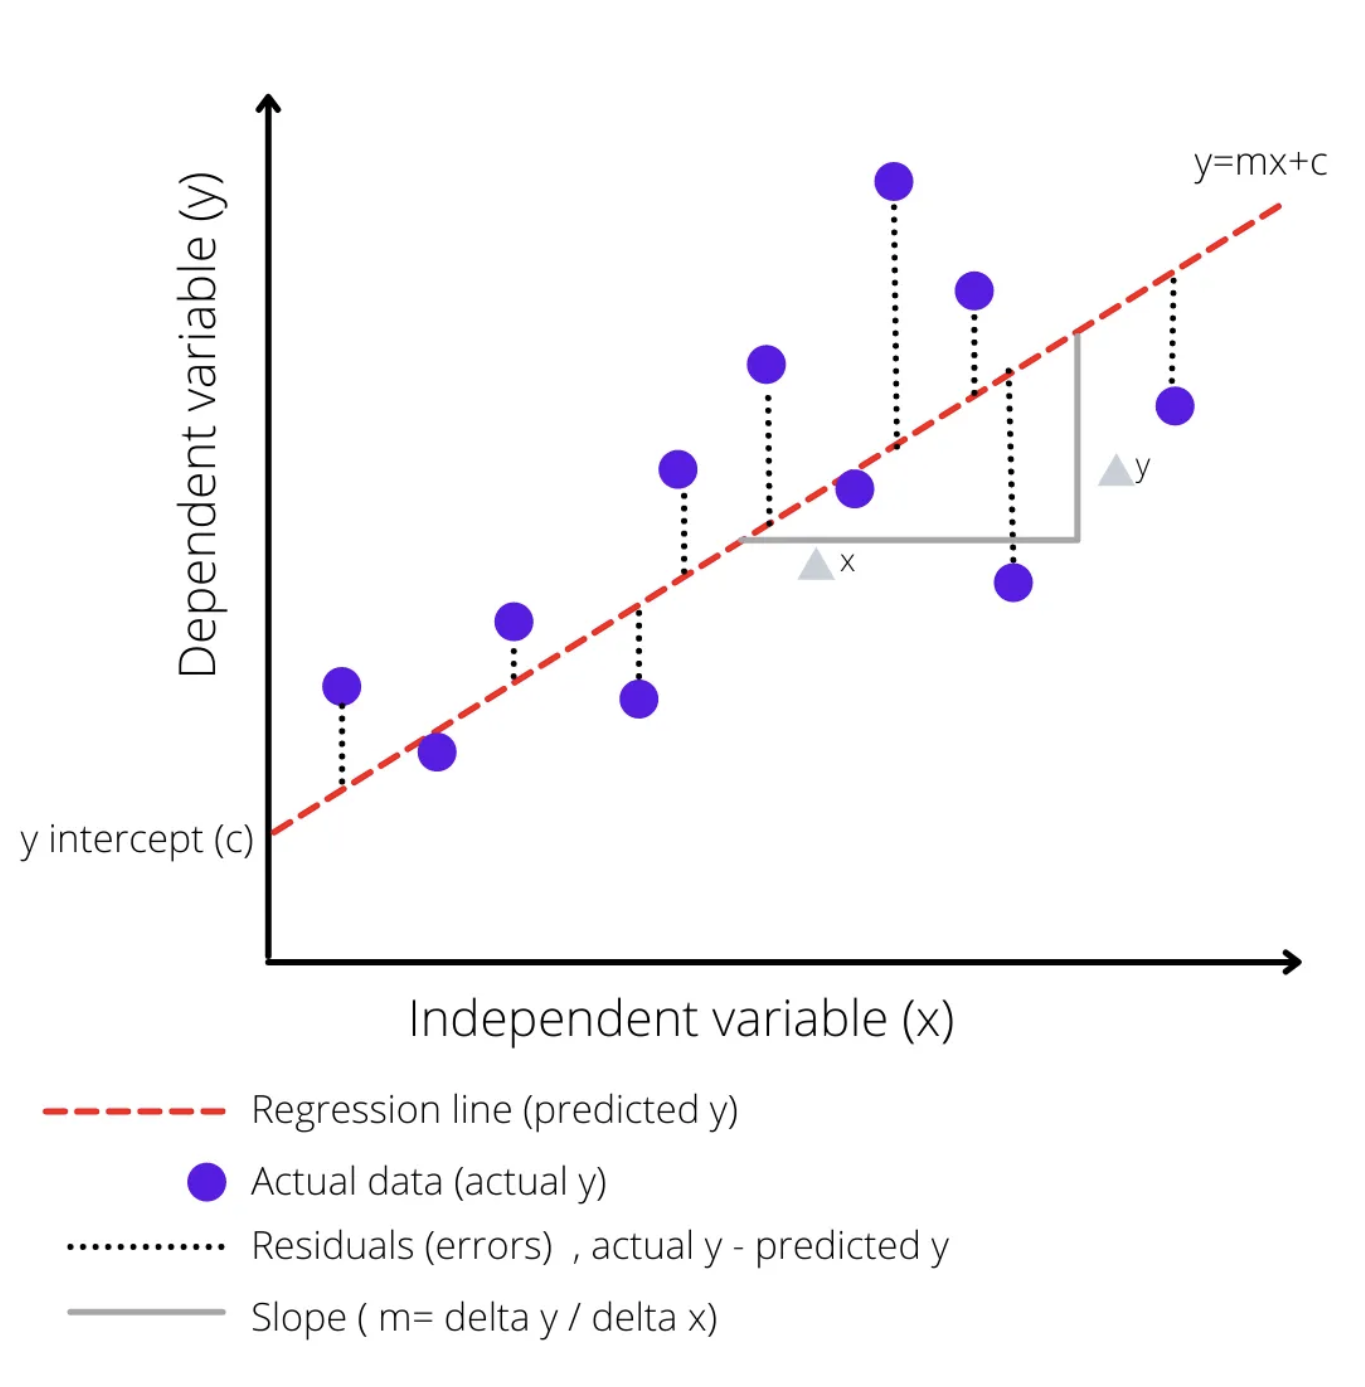 y=mx+c
Dependent variable (y)
y
x
y intercept (c)
Independent variable (x)
Regression line (predicted y)
Actual data (actual y)
Residuals (errors)  , actual y - predicted y
Slope ( m= delta y / delta x)